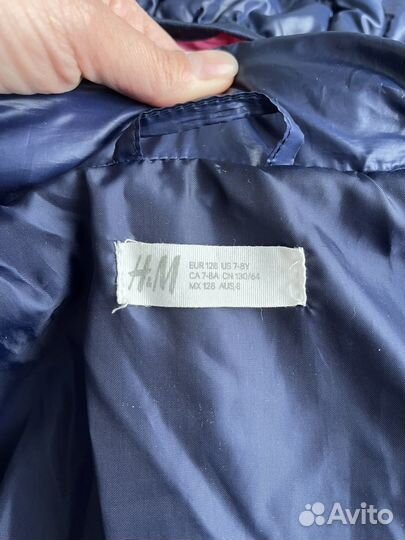 H&M
EUR 128 US 7-8Y
CA 7-8A CN 130/64
MX 128 AUS 8
Avito